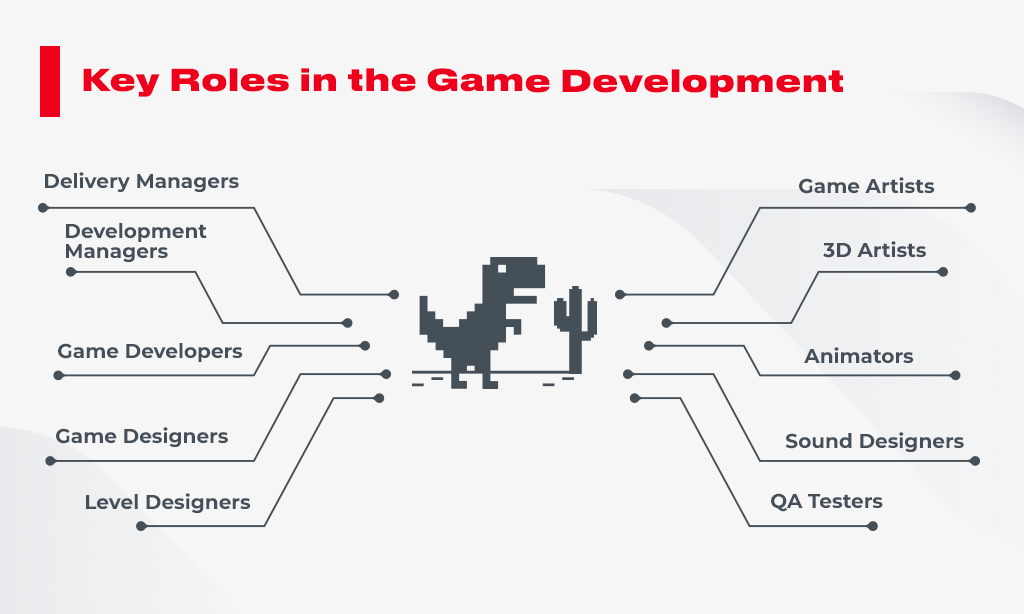 Key Roles in the Game Development
Delivery Managers
Development
Managers
Game Developers
Game Designers
Level Designers
Game Artists
3D Artists
Animators
Sound Designers
QA Testers